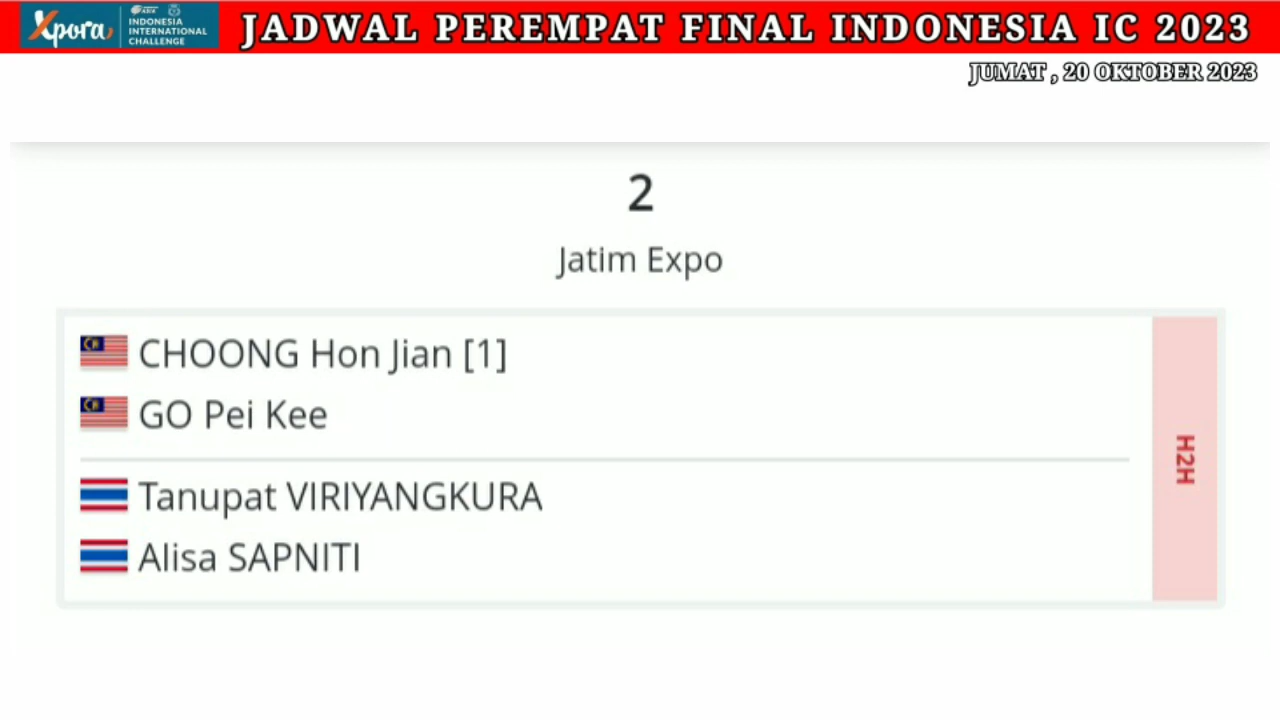 Xpora
INDONESIA
INTERNATIONAL
CHALLENGE
JADWAL PEREMPAT FINAL INDONESIA IC 2023
JUMAT , 20 OKTOBER 2023
2
Jatim Expo
CHOONG Hon Jian [1]
GO Pei Kee
Tanupat VIRIYANGKURA
Alisa SAPNITI
H2H